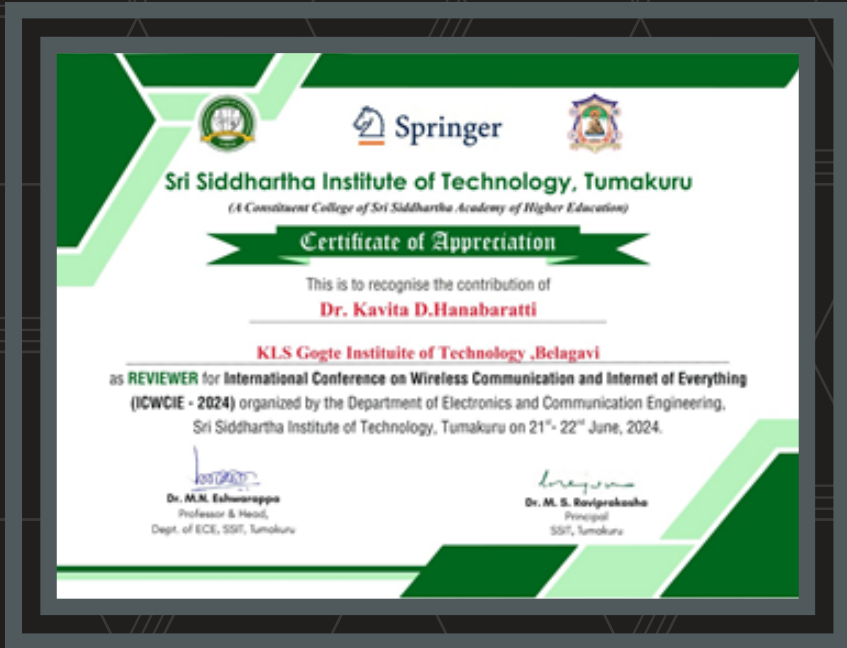 Springer
Sri Siddhartha Institute of Technology, Tumakuru
(A Constituent College of Sri Siddhartha Academy of Higher Education)
Certificate of Appreciation
This is to recognise the contribution of
Dr. Kavita D.Hanabaratti
KLS Gogte Instituite of Technology ,Belagavi
as REVIEWER for International Conference on Wireless Communication and Internet of Everything
(ICWCIE - 2024) organized by the Department of Electronics and Communication Engineering,
Sri Siddhartha Institute of Technology, Tumakuru on 21st- 22nd June, 2024.
Dr. M.N. Eshwarappa
Professor & Head,
Dept. of ECE, SSIT, Tumakuru
Dr. M. S. Raviprakasha
Principal
SSIT, Tumakuru